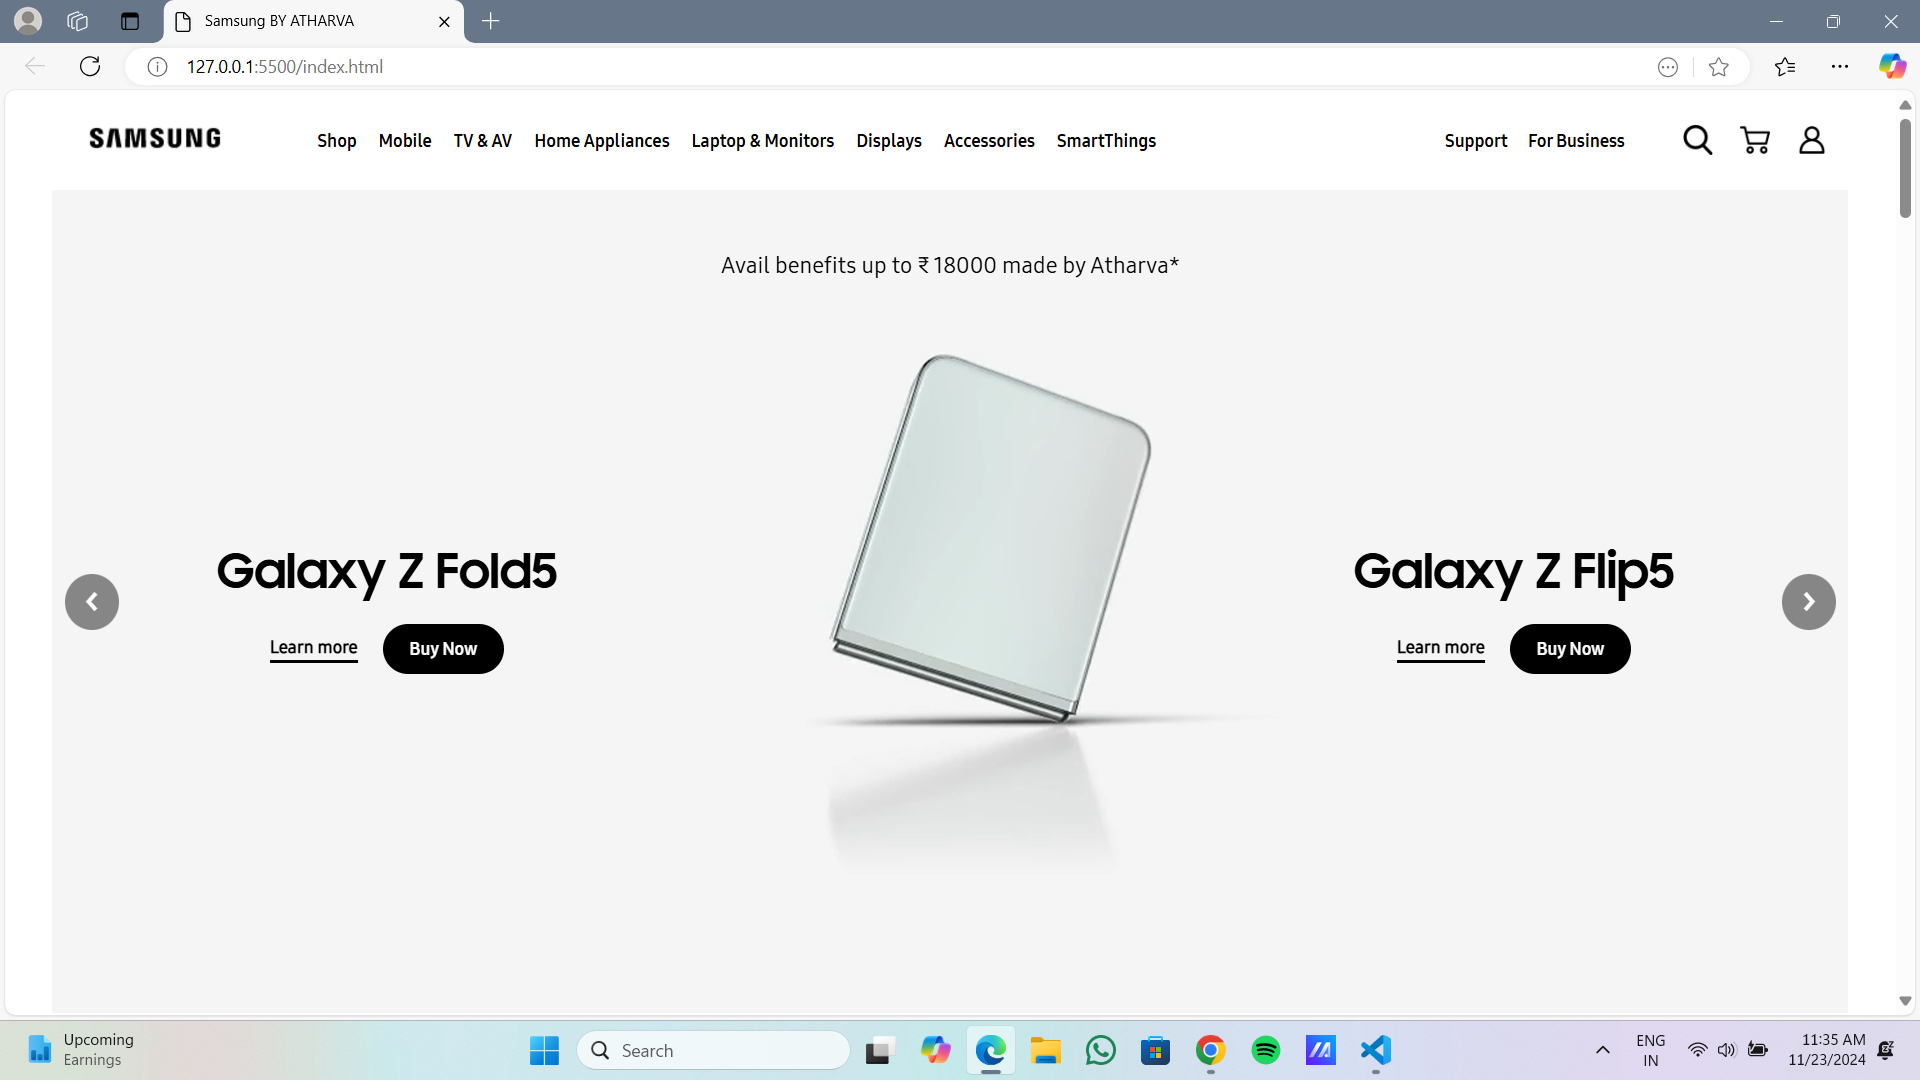 Samsung BY ATHARVA
127.0.0.1:5500/index.html
SAMSUNG
Shop Mobile TV & AV Home Appliances Laptop & Monitors Displays Accessories SmartThings Support For Business
Avail benefits up to ₹ 18000 made by Atharva*
Galaxy Z Fold5
Learn more Buy Now
Galaxy Z Flip5
Learn more Buy Now
Upcoming
Earnings
Search
ENG
IN
11:35 AM
11/23/2024